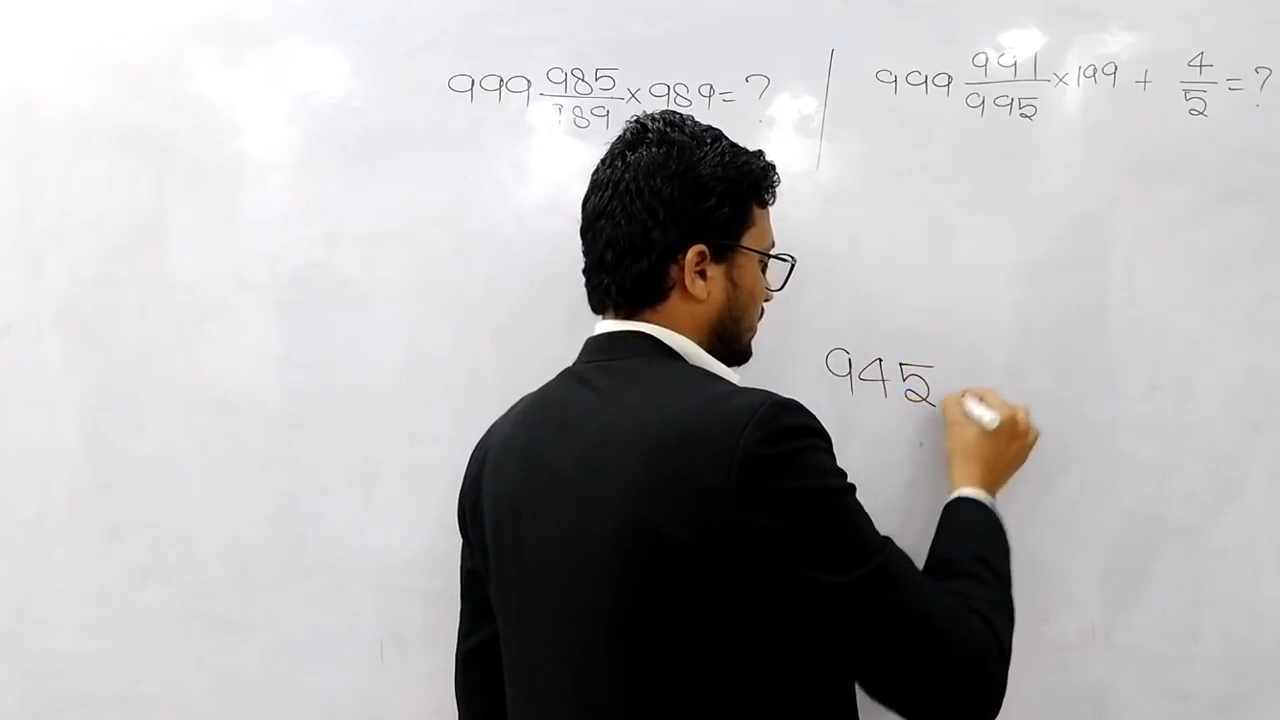 999 985/989 × 989 = ?
999 991/995 × 199 + 4/5 = ?
945